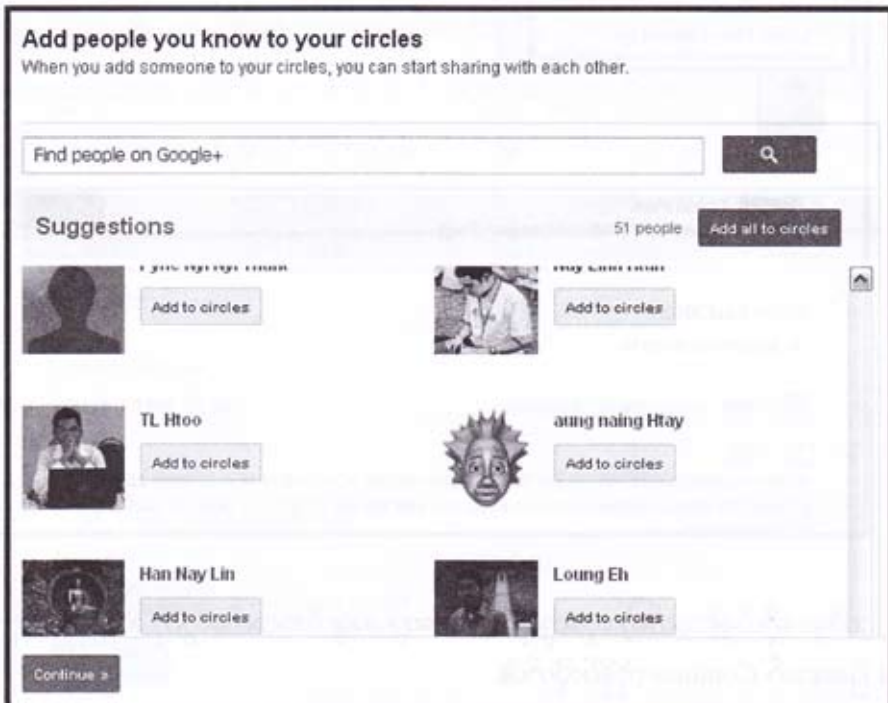 Add people you know to your circles
When you add someone to your circles, you can start sharing with each other.
Find people on Google+
Suggestions 51 people Add all to circles
Add to circles Add to circles
TL Htoo aung naing Htay
Add to circles Add to circles
Han Nay Lin Loung Eh
Add to circles Add to circles
Continue »